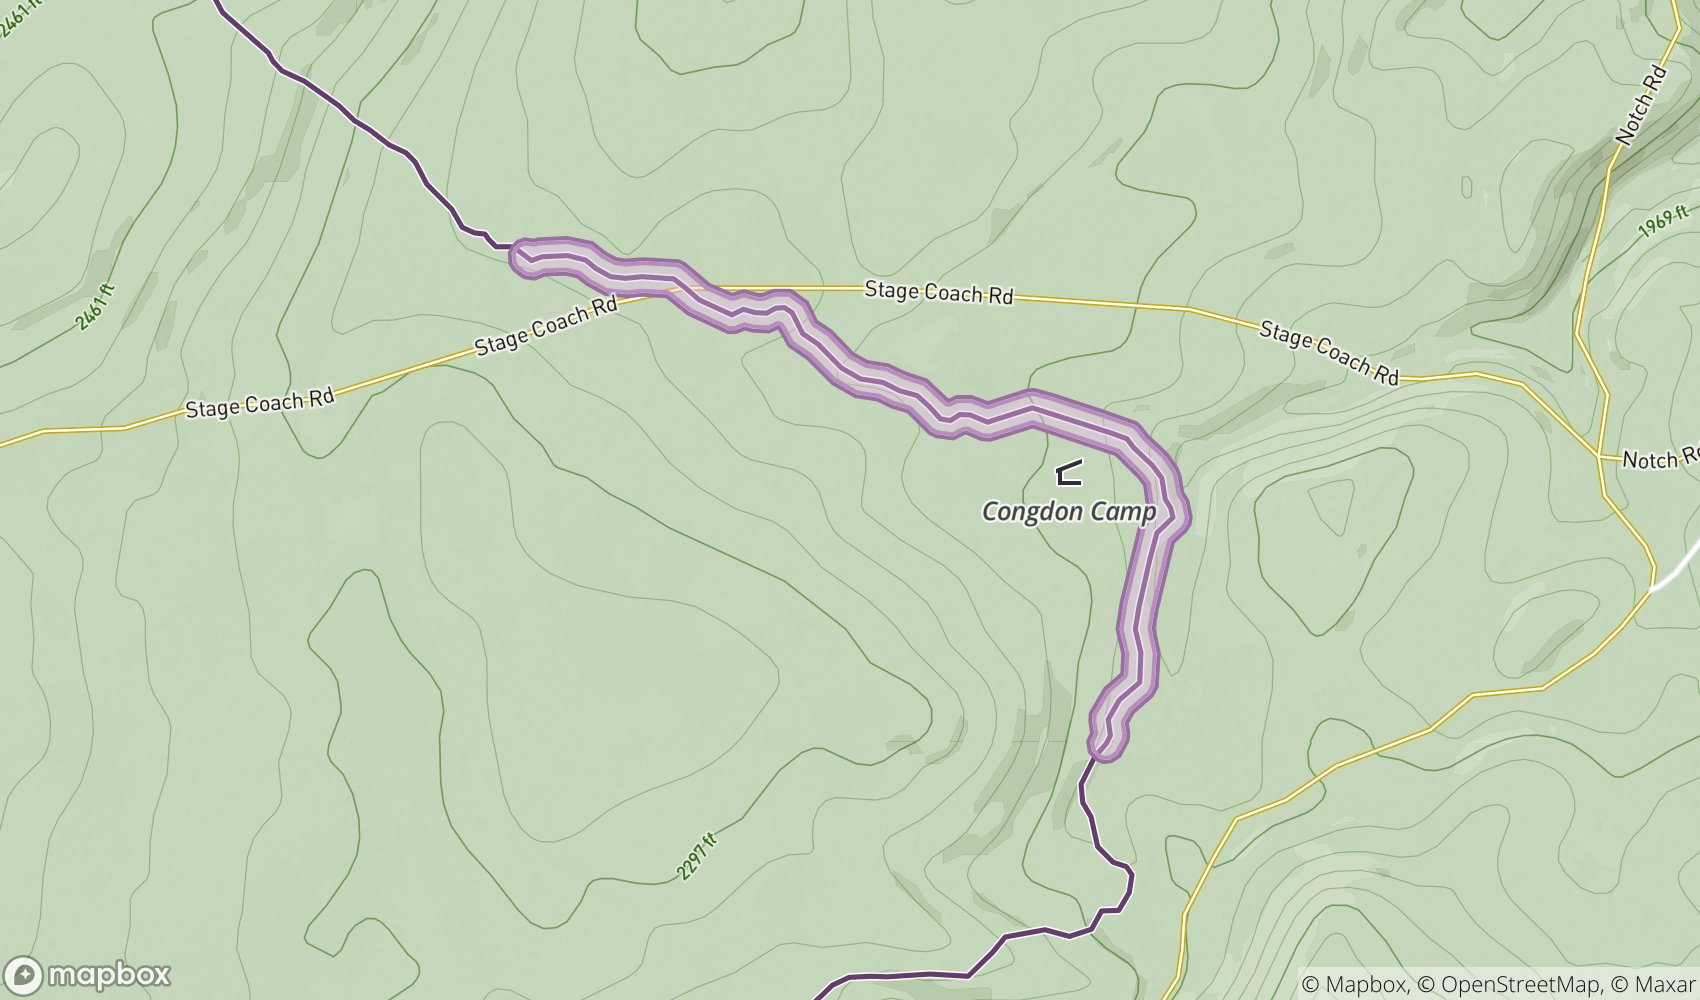 2461 ft
Notch Rd
1969 ft
2461 ft
Stage Coach Rd
Stage Coach Rd
Stage Coach Rd
Stage Coach Rd
Notch Rd
Congdon Camp
2297 ft
mapbox
© Mapbox, © OpenStreetMap, © Maxar